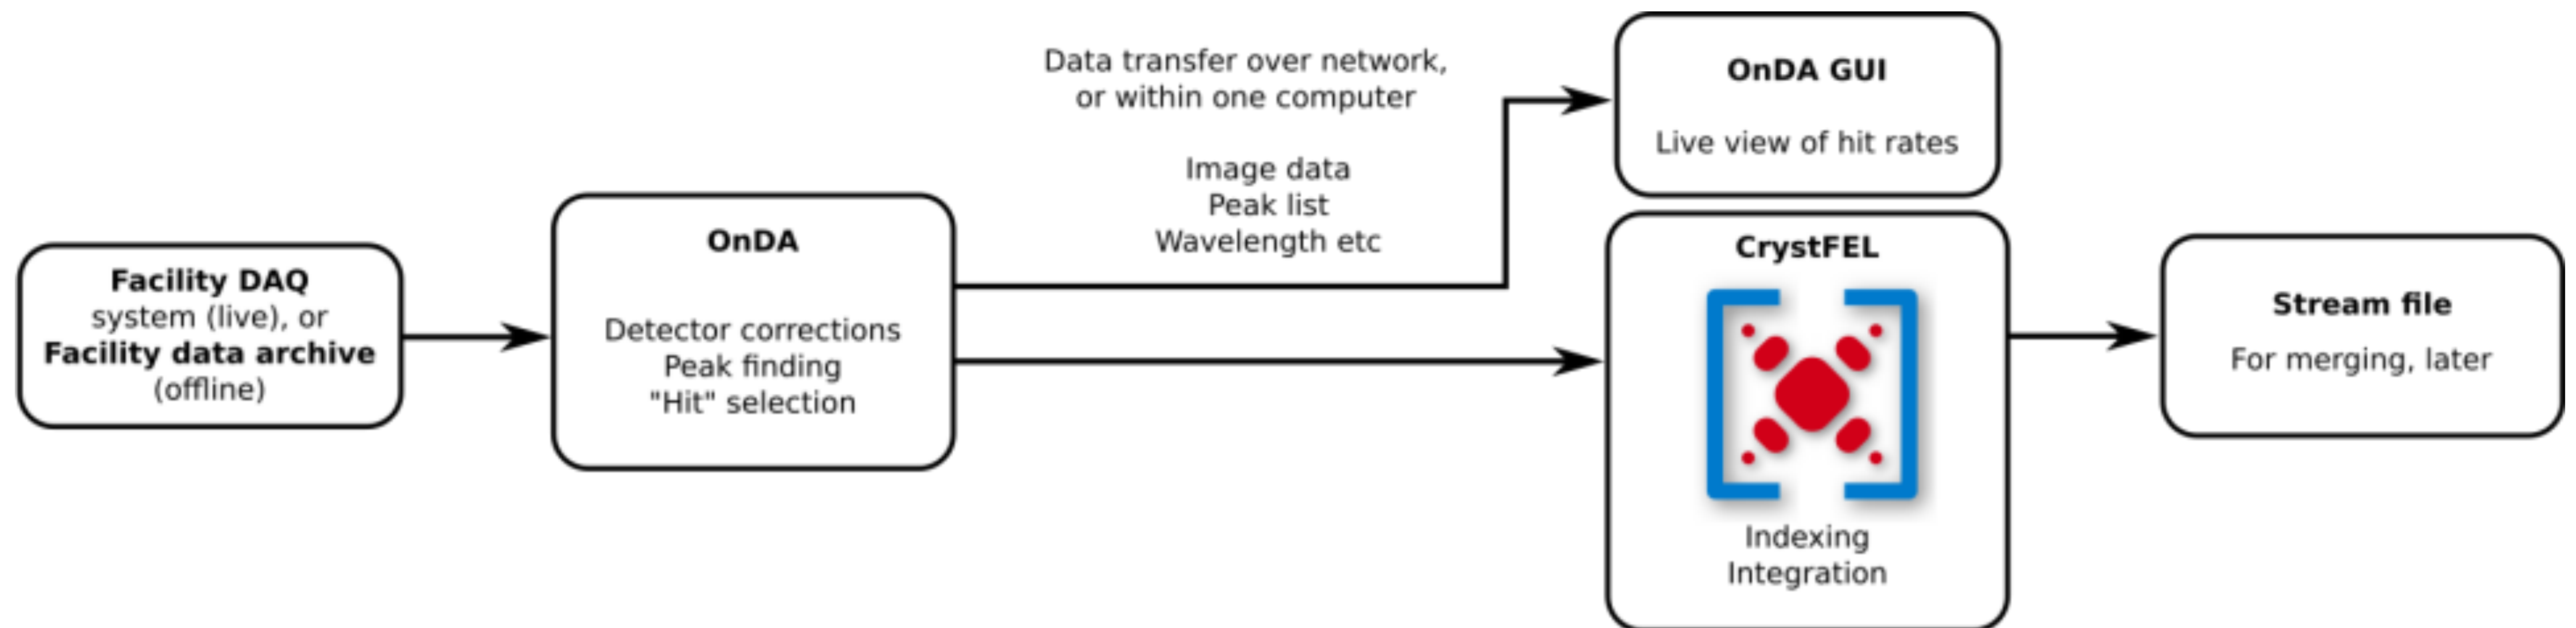 Facility DAQ
system (live), or
Facility data archive
(offline)
OnDA
Detector corrections
Peak finding
"Hit" selection
Data transfer over network,
or within one computer
Image data
Peak list
Wavelength etc
OnDA GUI
Live view of hit rates
CrystFEL
Indexing
Integration
Stream file
For merging, later